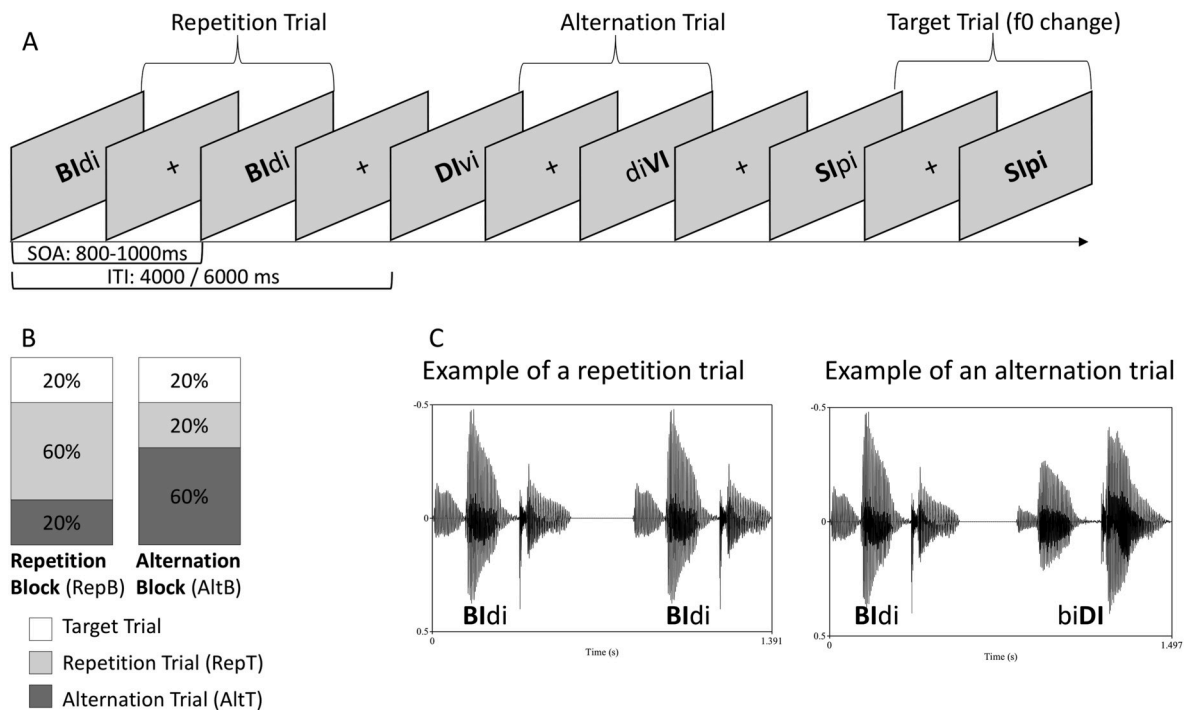 A
Repetition Trial
Alternation Trial
Target Trial (f0 change)
BIdi
+
BIdi
+
DIvi
+
diVI
+
SIpi
+
SIpi
SOA: 800-1000ms
ITI: 4000 / 6000 ms
B
20%
60%
20%
Repetition
Block (RepB)
20%
20%
60%
Alternation
Block (AltB)
Target Trial
Repetition Trial (RepT)
Alternation Trial (AltT)
C
Example of a repetition trial
-0.5
0
0.5
BIdi
BIdi
0
Time (s)
1.391
Example of an alternation trial
-0.5
0
0.5
BIdi
biDI
0
Time (s)
1.497